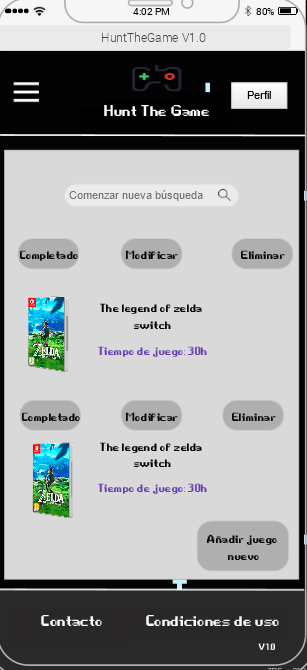 4:02 PM 80%
HuntTheGame V1.0
Hunt The Game
Perfil
Comenzar nueva búsqueda
Completado Modificar Eliminar
The legend of zelda
switch
Tiempo de juego: 30h
ZELDA
Completado Modificar Eliminar
The legend of zelda
switch
Tiempo de juego: 30h
ZELDA
Añadir juego
nuevo
Contacto Condiciones de uso
V1.0